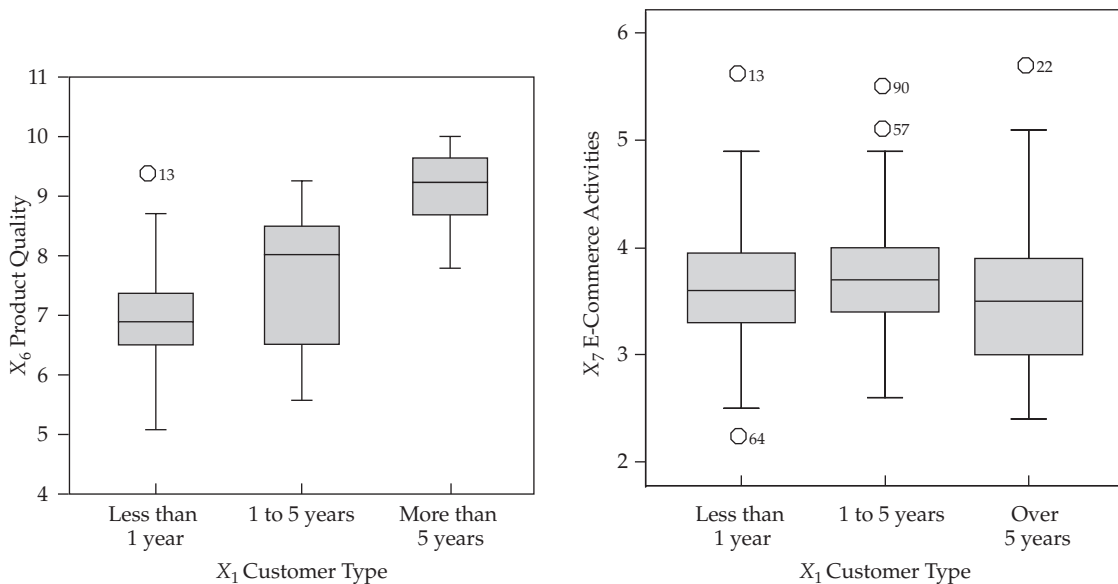 11
10
9
8
7
6
5
4
X6 Product Quality
13
Less than
1 year
1 to 5 years
More than
5 years
X1 Customer Type
6
5
4
3
2
X7 E-Commerce Activities
13
64
90
57
22
Less than
1 year
1 to 5 years
Over
5 years
X1 Customer Type